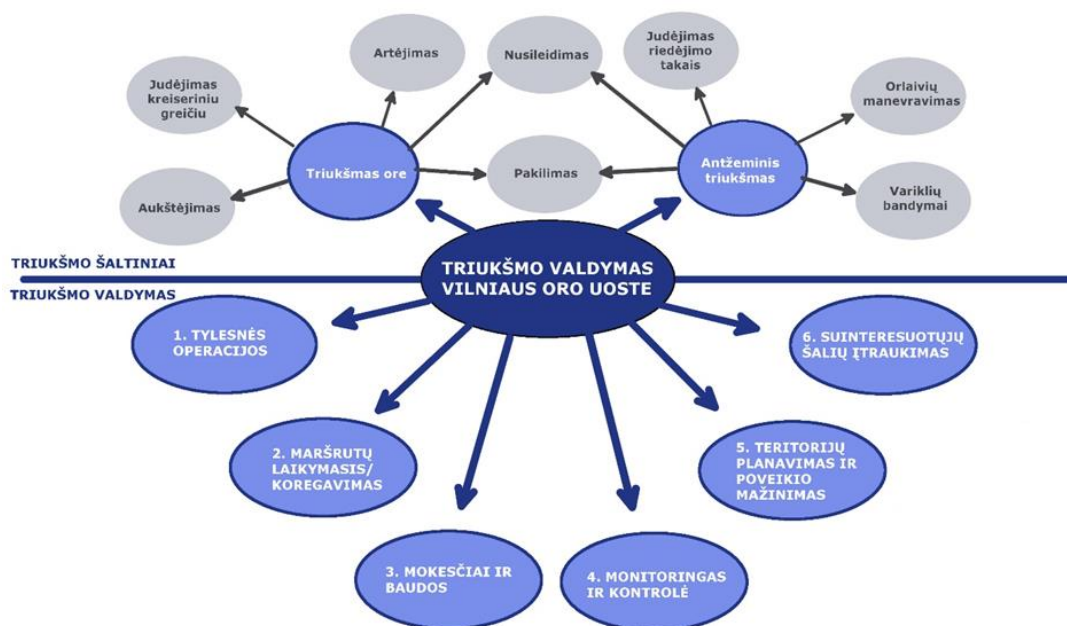 Artėjimas
Nusileidimas
Judėjimas
riedėjimo
takais
Judėjimas
kreiseriniu
greičiu
Orlaivių
manevravimas
Triukšmas ore
Antžeminis
triukšmas
Pakilimas
Aukštėjimas
Variklių
bandymai
TRIUKŠMO ŠALTINIAI
TRIUKŠMO VALDYMAS
VILNIAUS ORO UOSTE
TRIUKŠMO VALDYMAS
1. TYLESNĖS
OPERACIJOS
6. SUINTERESUOTŲJŲ
ŠALIŲ ĮTRAUKIMAS
2. MARŠRUTŲ
LAIKYMASIS/
KOREGAVIMAS
5. TERITORIJŲ
PLANAVIMAS IR
POVEIKIO
MAŽINIMAS
3. MOKESČIAI IR
BAUDOS
4. MONITORINGAS
IR KONTROLĖ